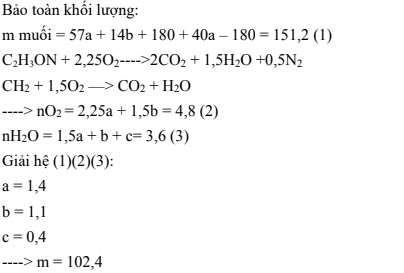 Bảo toàn khối lượng:
m muối = 57a + 14b + 180 + 40a – 180 = 151,2 (1)
C₂H₃ON + 2,25O₂---->2CO₂ + 1,5H₂O +0,5N₂
CH₂ + 1,5O₂ —> CO₂ + H₂O
----> nO₂ = 2,25a + 1,5b = 4,8 (2)
nH₂O = 1,5a + b + c= 3,6 (3)
Giải hệ (1)(2)(3):
a = 1,4
b = 1,1
c = 0,4
----> m = 102,4